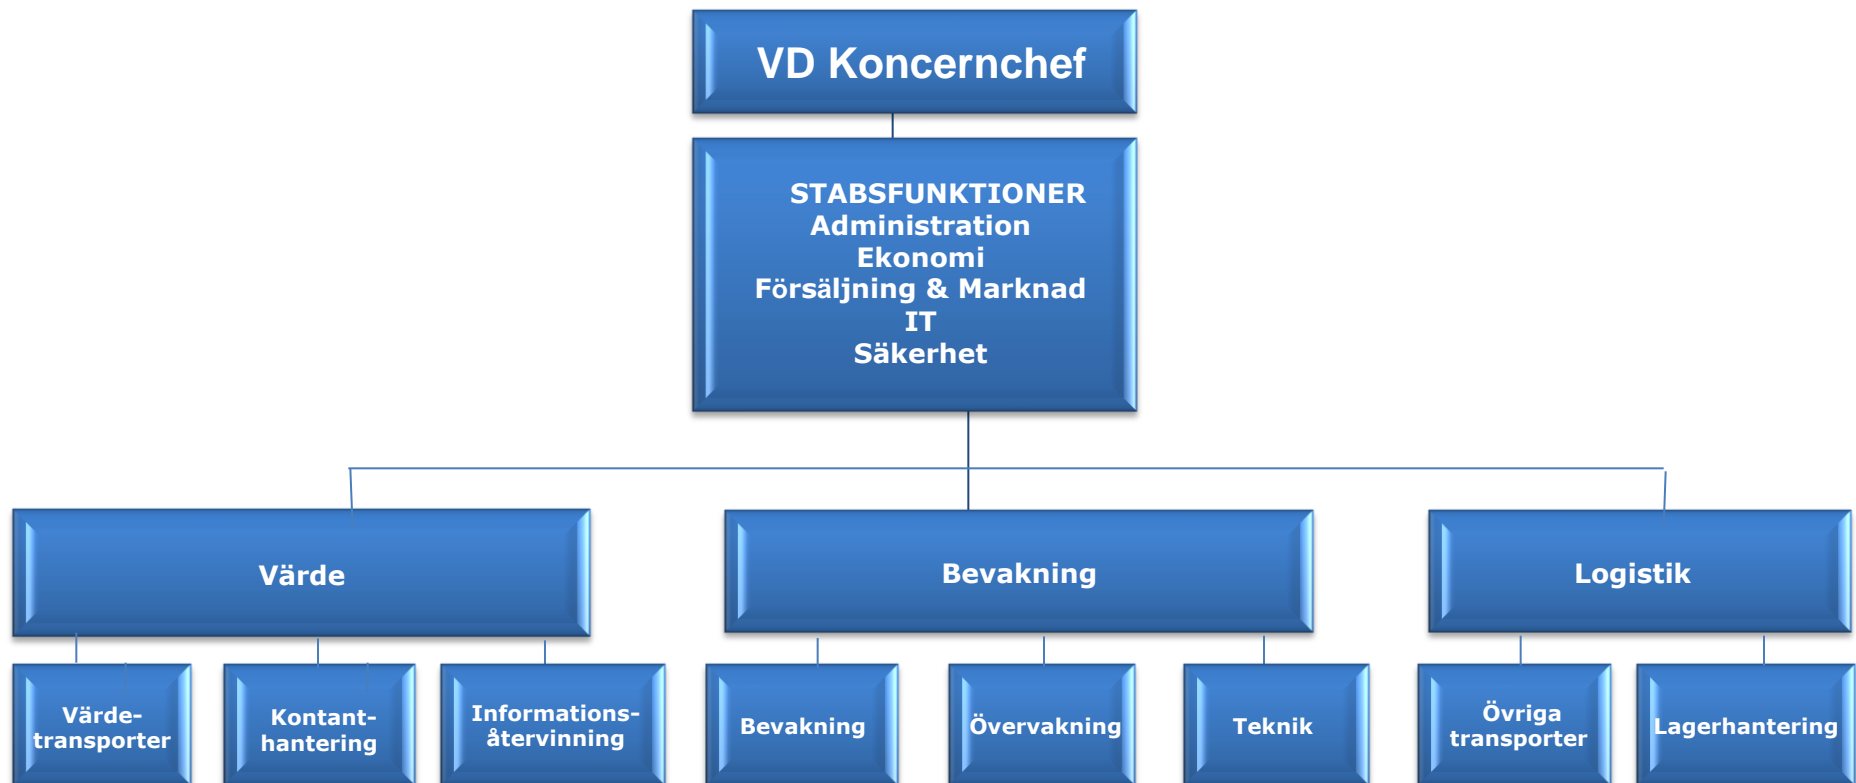 VD Koncernchef
STABSFUNKTIONER
Administration
Ekonomi
Försäljning & Marknad
IT
Säkerhet
Värde
Bevakning
Logistik
Värde-
transporter
Kontant-
hantering
Informations-
återvinning
Bevakning
Övervakning
Teknik
Övriga
transporter
Lagerhantering